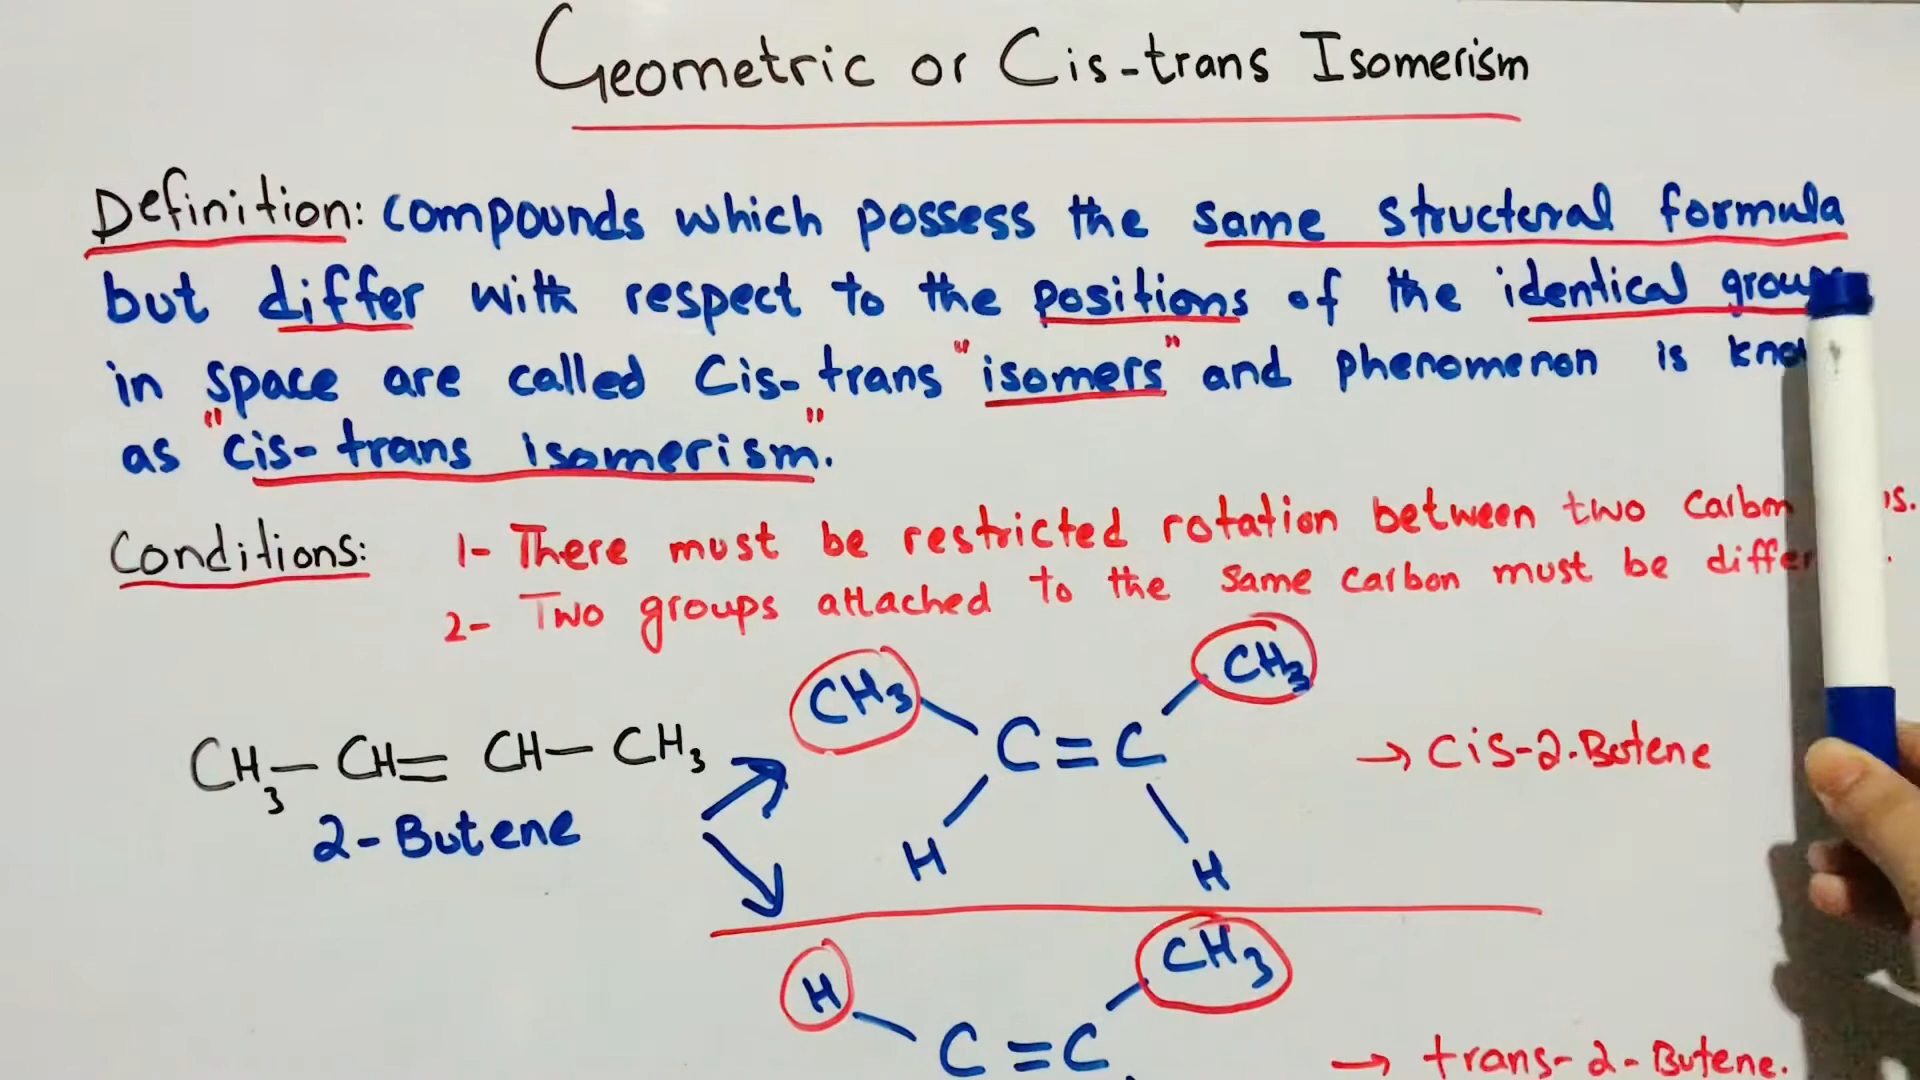 Geometric or Cis-trans Isomerism
Definition: compounds which possess the same structural formula
but differ with respect to the positions of the identical
in space are called Cis-trans "isomers" and phenomenon is
as "cis-trans isomerism".
Conditions: 1- There must be restricted rotation between two carbon
2- Two groups attached to the same carbon must be
CH3 CH3
CH3-CH=CH-CH3
C=C → Cis-2-Butene
2-Butene
H H
H CH3
C=C → trans-2-Butene.